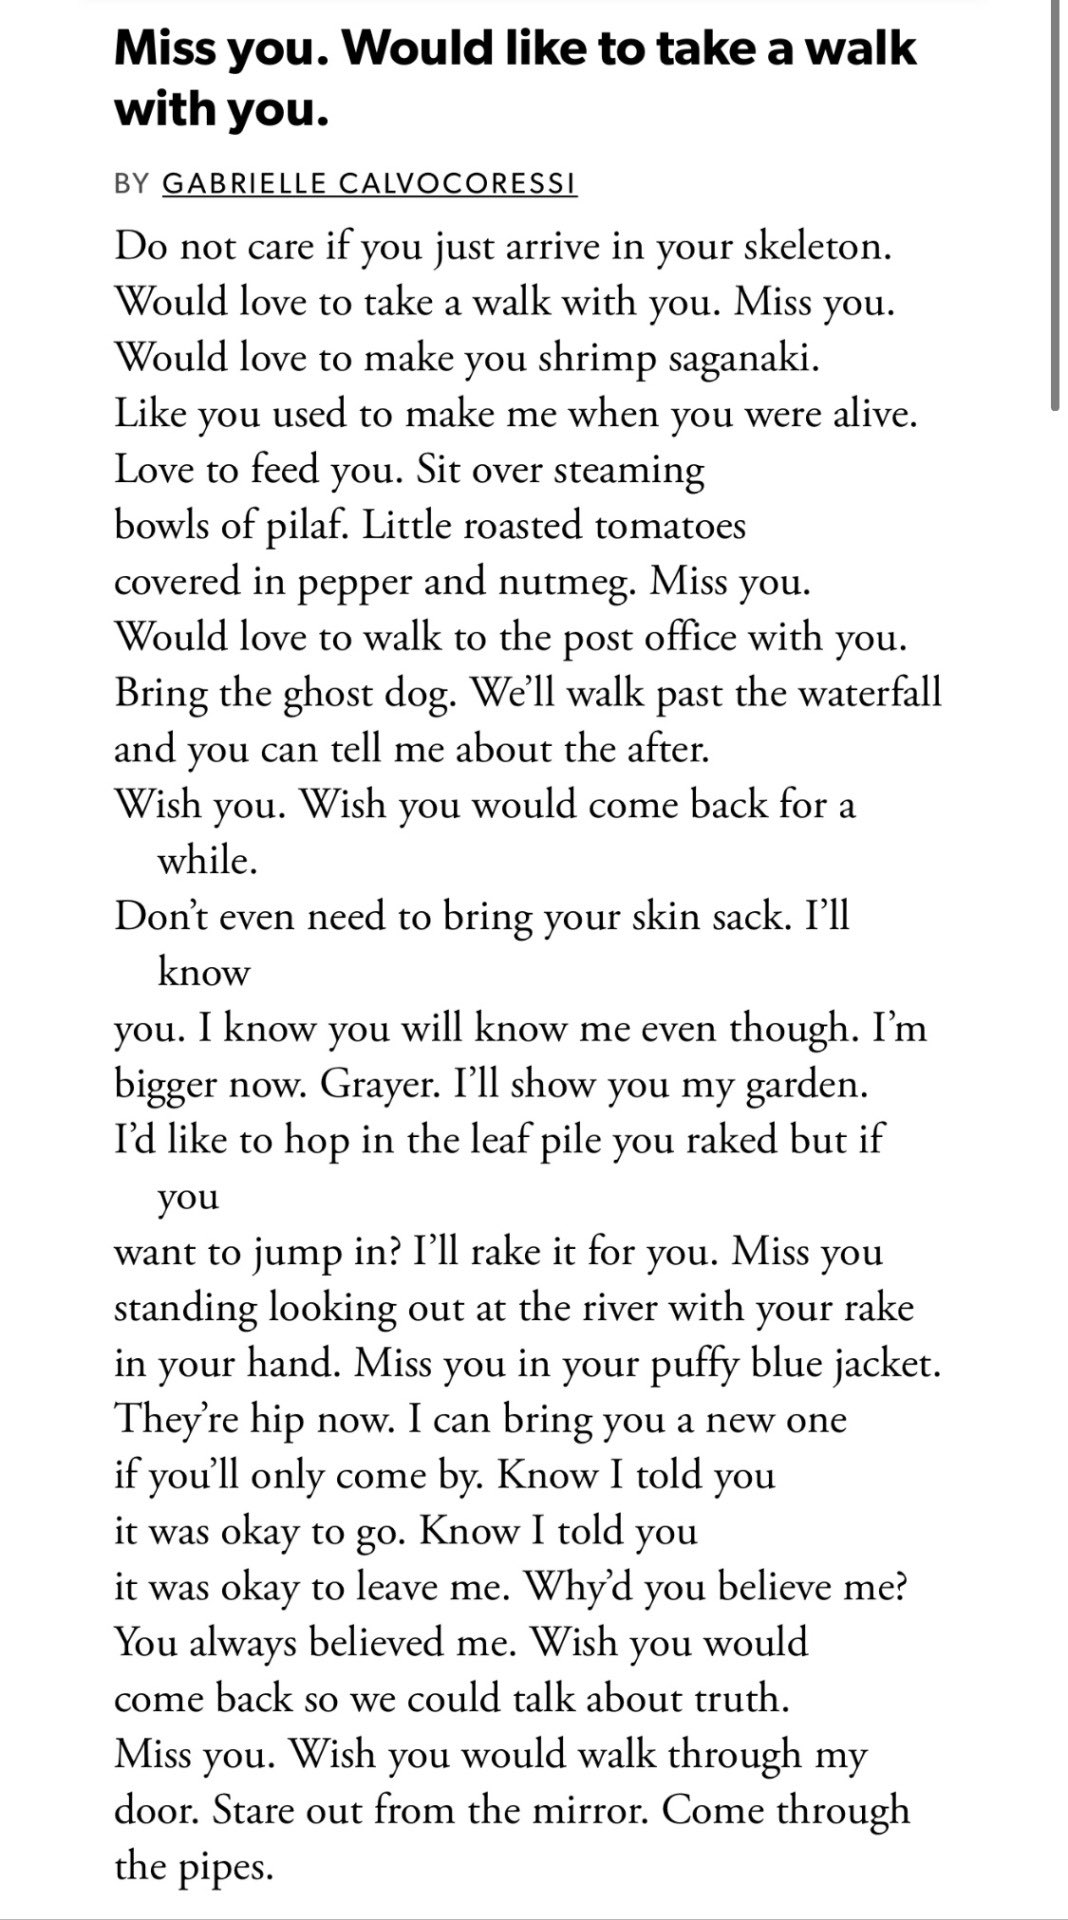 Miss you. Would like to take a walk
with you.
BY GABRIELLE CALVOCORESSI
Do not care if you just arrive in your skeleton.
Would love to take a walk with you. Miss you.
Would love to make you shrimp saganaki.
Like you used to make me when you were alive.
Love to feed you. Sit over steaming
bowls of pilaf. Little roasted tomatoes
covered in pepper and nutmeg. Miss you.
Would love to walk to the post office with you.
Bring the ghost dog. We’ll walk past the waterfall
and you can tell me about the after.
Wish you. Wish you would come back for a
while.
Don’t even need to bring your skin sack. I’ll
know
you. I know you will know me even though. I’m
bigger now. Grayer. I’ll show you my garden.
I’d like to hop in the leaf pile you raked but if
you
want to jump in? I’ll rake it for you. Miss you
standing looking out at the river with your rake
in your hand. Miss you in your puffy blue jacket.
They’re hip now. I can bring you a new one
if you’ll only come by. Know I told you
it was okay to go. Know I told you
it was okay to leave me. Why’d you believe me?
You always believed me. Wish you would
come back so we could talk about truth.
Miss you. Wish you would walk through my
door. Stare out from the mirror. Come through
the pipes.